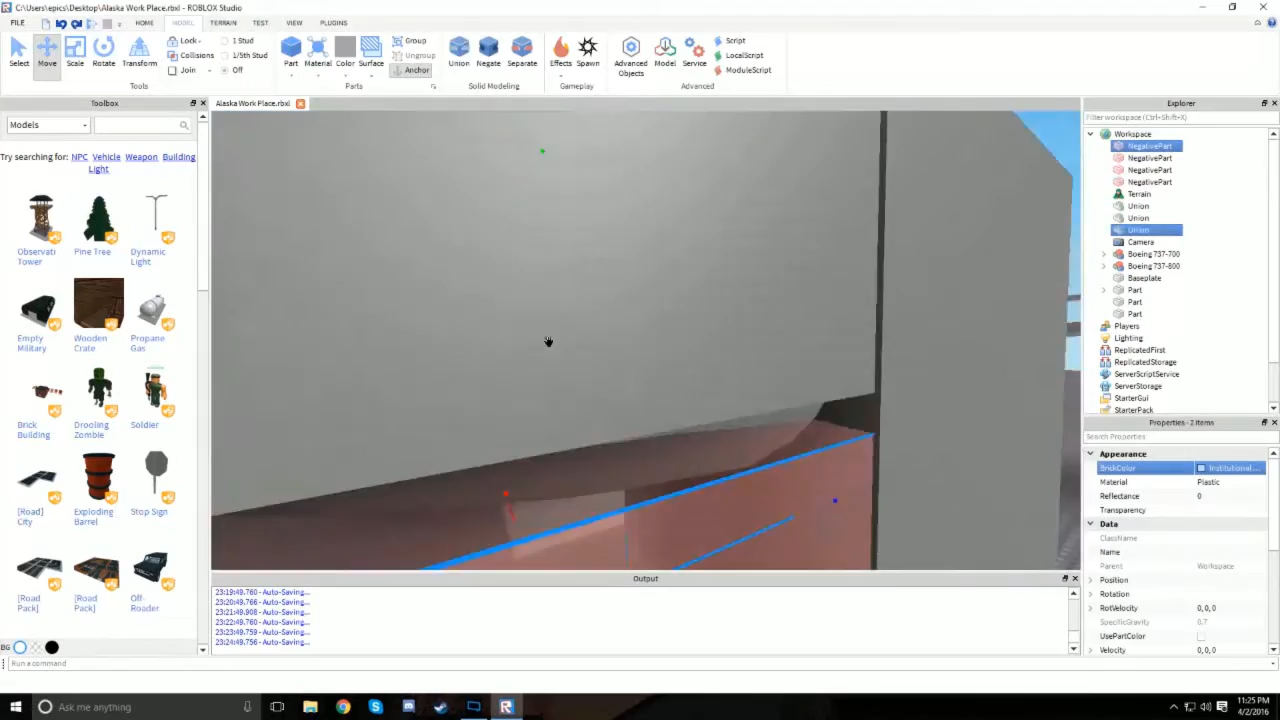 C:\Users\epics\Desktop\Alaska Work Place.rbxl - ROBLOX Studio
FILE HOME MODEL TERRAIN TEST VIEW PLUGINS
Select Move Scale Rotate Transform
Lock
Collisions
Join
1 Stud
1/5th Stud
Off
Tools
Part Material Color Surface
Group
Ungroup
Anchor
Parts
Union Negate Separate
Solid Modeling
Effects Spawn
Gameplay
Advanced Objects Model Service
Script
LocalScript
ModuleScript
Advanced
Toolbox
Models
Try searching for: NPC Vehicle Weapon Building
Light
Observati Tower
Pine Tree
Dynamic Light
Empty Military
Wooden Crate
Propane Gas
Brick Building
Drooling Zombie
Soldier
[Road] City
Exploding Barrel
Stop Sign
[Road Pack]
[Road Pack]
Off-Roader
BG
Run a command
Alaska Work Place.rbxl
Output
23:19:49.760 - Auto-Saving...
23:20:49.766 - Auto-Saving...
23:21:49.908 - Auto-Saving...
23:22:49.760 - Auto-Saving...
23:23:49.759 - Auto-Saving...
23:24:49.756 - Auto-Saving...
Explorer
Filter workspace (Ctrl+Shift+X)
Workspace
NegativePart
NegativePart
NegativePart
NegativePart
Terrain
Union
Union
Union
Camera
Boeing 737-700
Boeing 737-800
Baseplate
Part
Part
Part
Players
Lighting
ReplicatedFirst
ReplicatedStorage
ServerScriptService
ServerStorage
StarterGui
StarterPack
Properties - 2 items
Search Properties
Appearance
BrickColor Institutional ...
Material Plastic
Reflectance 0
Transparency
Data
ClassName
Name
Parent Workspace
Position
Rotation
RotVelocity 0, 0, 0
SpecificGravity 0.7
UsePartColor
Velocity 0, 0, 0
Ask me anything
11:25 PM
4/2/2016